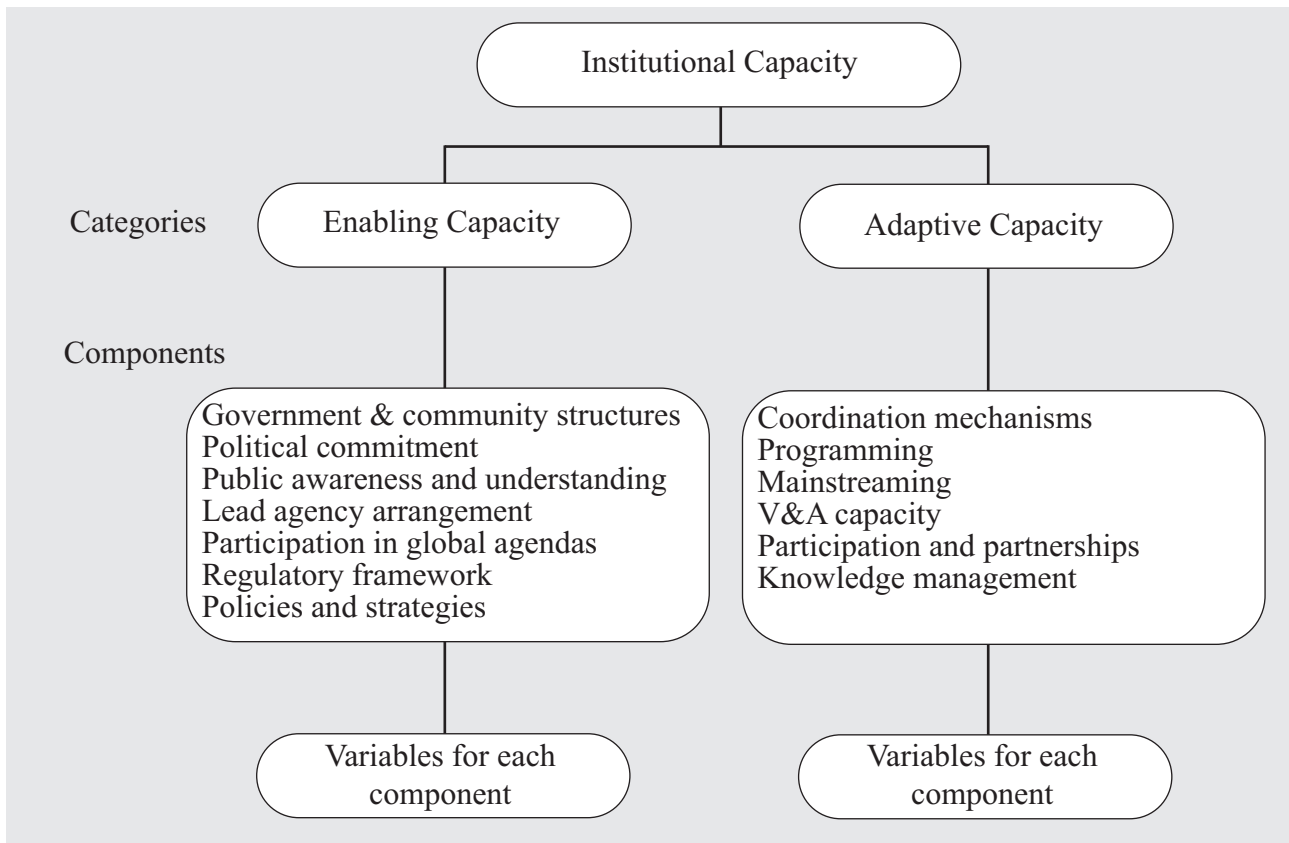 Institutional Capacity
Categories
Enabling Capacity
Adaptive Capacity
Components
Government & community structures
Political commitment
Public awareness and understanding
Lead agency arrangement
Participation in global agendas
Regulatory framework
Policies and strategies
Coordination mechanisms
Programming
Mainstreaming
V&A capacity
Participation and partnerships
Knowledge management
Variables for each
component
Variables for each
component